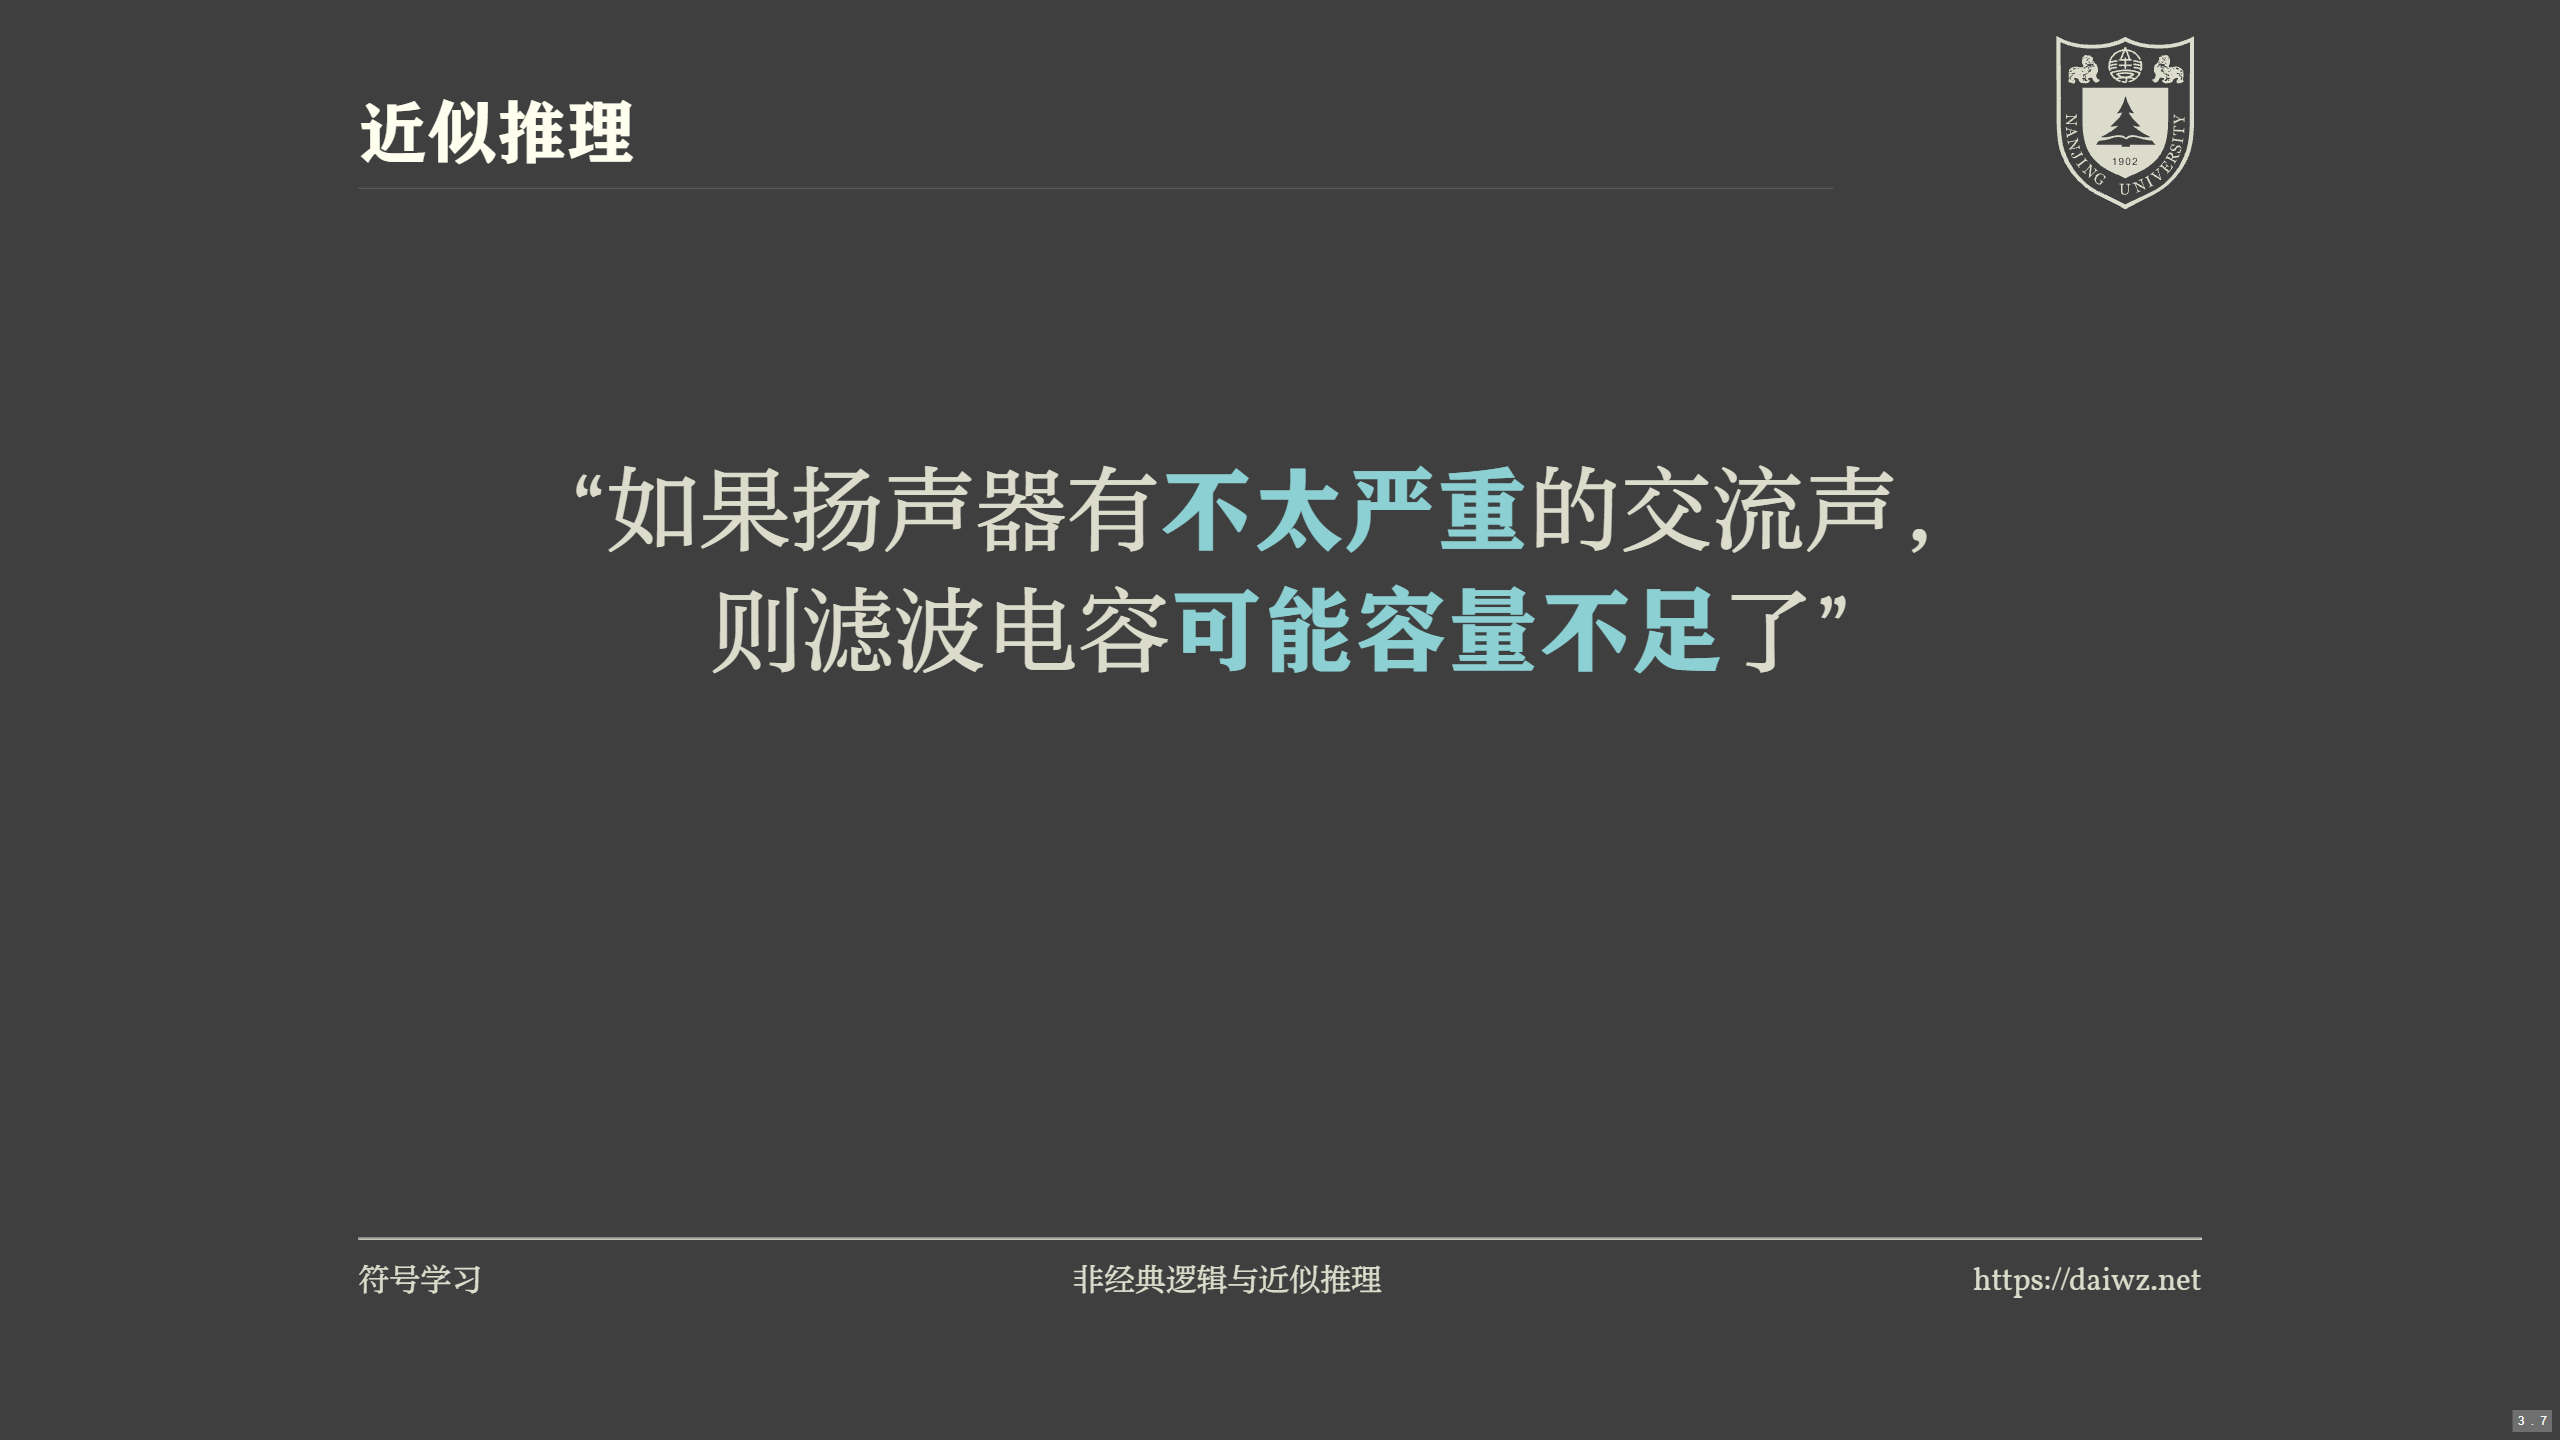 近似推理
NANJING UNIVERSITY
1902
“如果扬声器有不太严重的交流声，
则滤波电容可能容量不足了”
符号学习
非经典逻辑与近似推理
https://daiwz.net
3 . 7